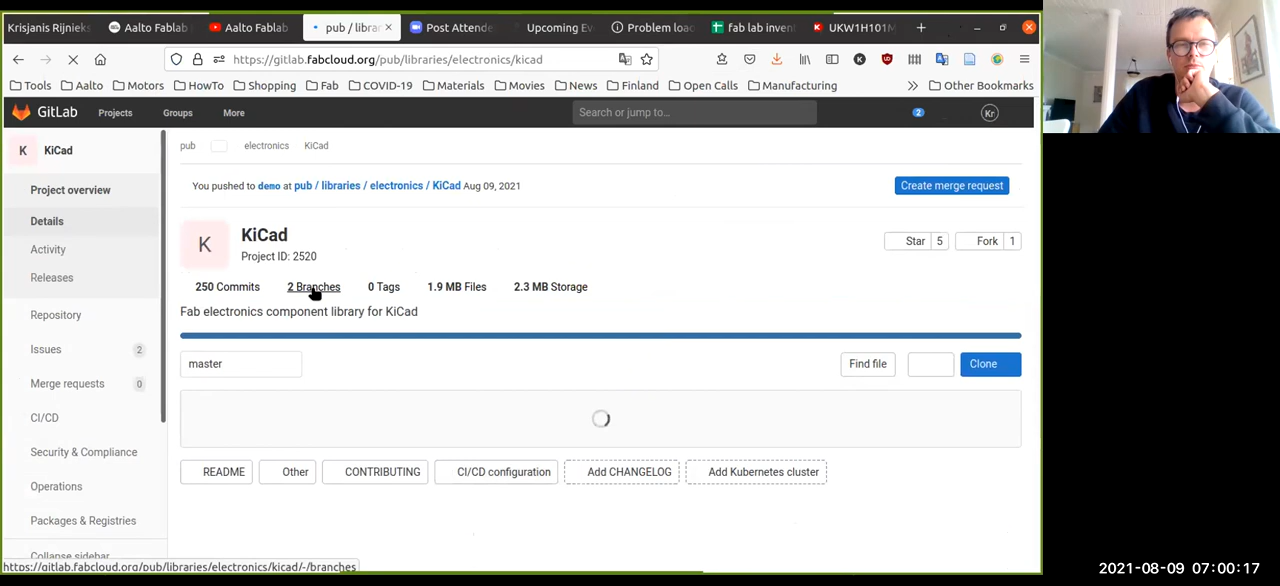 Krisjanis Rijnieks Aalto Fablab Aalto Fablab pub / librar Post Attende Upcoming Ev Problem loa fab lab invent UKW1H101M
https://gitlab.fabcloud.org/pub/libraries/electronics/kicad
Tools Aalto Motors HowTo Shopping Fab COVID-19 Materials Movies News Finland Open Calls Manufacturing Other Bookmarks
GitLab Projects Groups More Search or jump to... 2 Kr
K KiCad
pub electronics KiCad
Project overview
You pushed to demo at pub / libraries / electronics / KiCad Aug 09, 2021 Create merge request
Details
Activity
Releases
Repository
Issues 2
Merge requests 0
CI/CD
Security & Compliance
Operations
Packages & Registries
Collapse sidebar
K KiCad
Project ID: 2520
Star 5 Fork 1
250 Commits 2 Branches 0 Tags 1.9 MB Files 2.3 MB Storage
Fab electronics component library for KiCad
master Find file Clone
README Other CONTRIBUTING CI/CD configuration Add CHANGELOG Add Kubernetes cluster
https://gitlab.fabcloud.org/pub/libraries/electronics/kicad/-/branches
2021-08-09 07:00:17